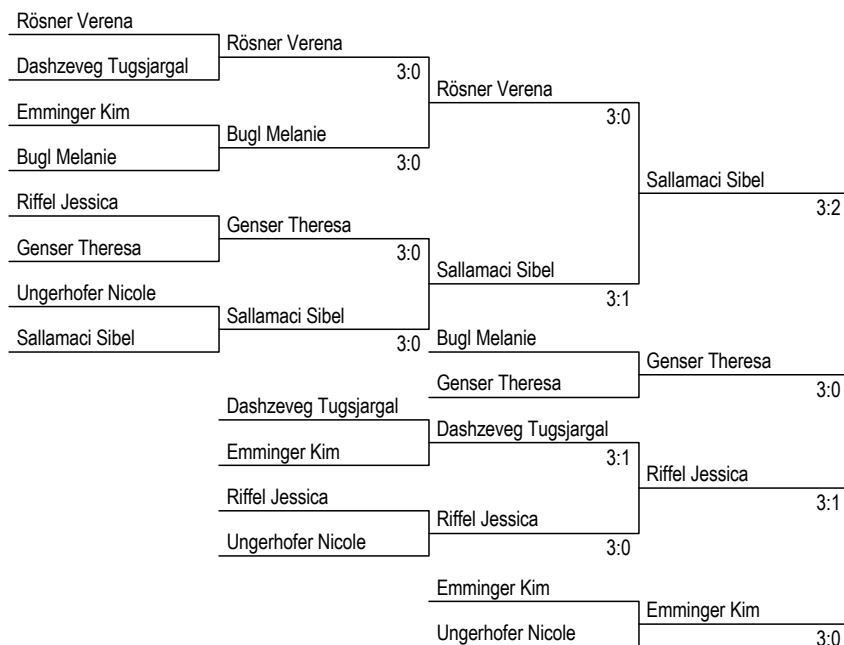 Rösner Verena
Rösner Verena
Dashzeveg Tugsjargal
3:0
Rösner Verena
Emminger Kim
3:0
Bugl Melanie
Bugl Melanie
3:0
Sallamaci Sibel
3:2
Riffel Jessica
Genser Theresa
Genser Theresa
3:0
Sallamaci Sibel
Ungerhofer Nicole
3:1
Sallamaci Sibel
Sallamaci Sibel
3:0
Bugl Melanie
Genser Theresa
Genser Theresa
3:0
Dashzeveg Tugsjargal
Dashzeveg Tugsjargal
Emminger Kim
3:1
Riffel Jessica
Riffel Jessica
3:1
Riffel Jessica
Ungerhofer Nicole
3:0
Emminger Kim
Emminger Kim
Ungerhofer Nicole
3:0